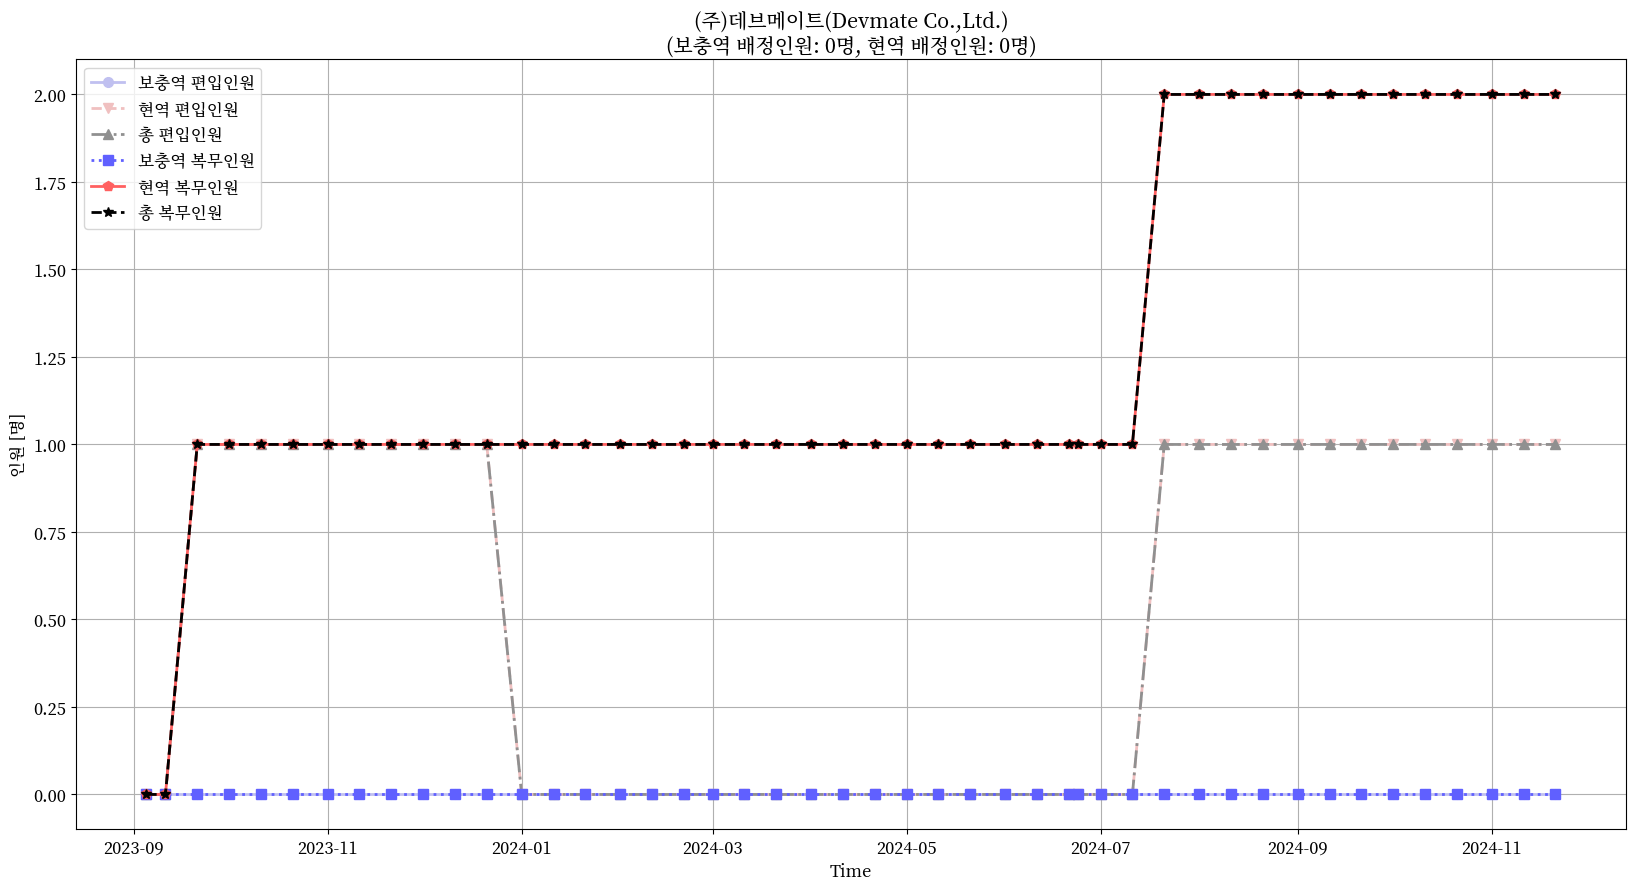 (주)데브메이트(Devmate Co.,Ltd.)
(보충역 배정인원: 0명, 현역 배정인원: 0명)
보충역 편입인원
현역 편입인원
총 편입인원
보충역 복무인원
현역 복무인원
총 복무인원
인원 [명]
2.00
1.75
1.50
1.25
1.00
0.75
0.50
0.25
0.00
2023-09
2023-11
2024-01
2024-03
2024-05
2024-07
2024-09
2024-11
Time